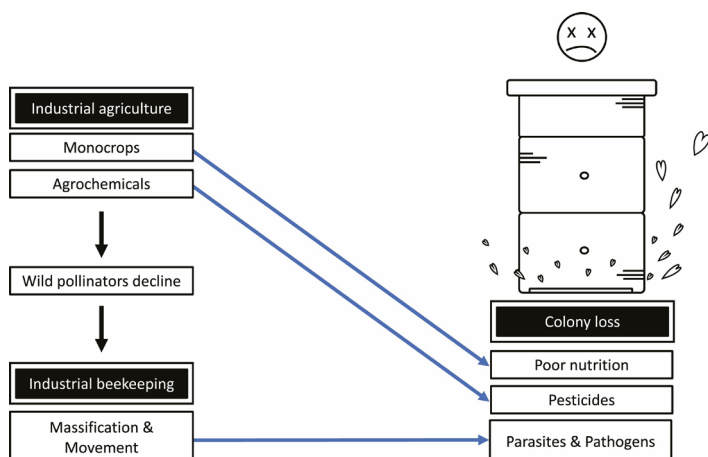 Industrial agriculture
Monocrops
Agrochemicals
Wild pollinators decline
Industrial beekeeping
Massification &
Movement
X X
Colony loss
Poor nutrition
Pesticides
Parasites & Pathogens